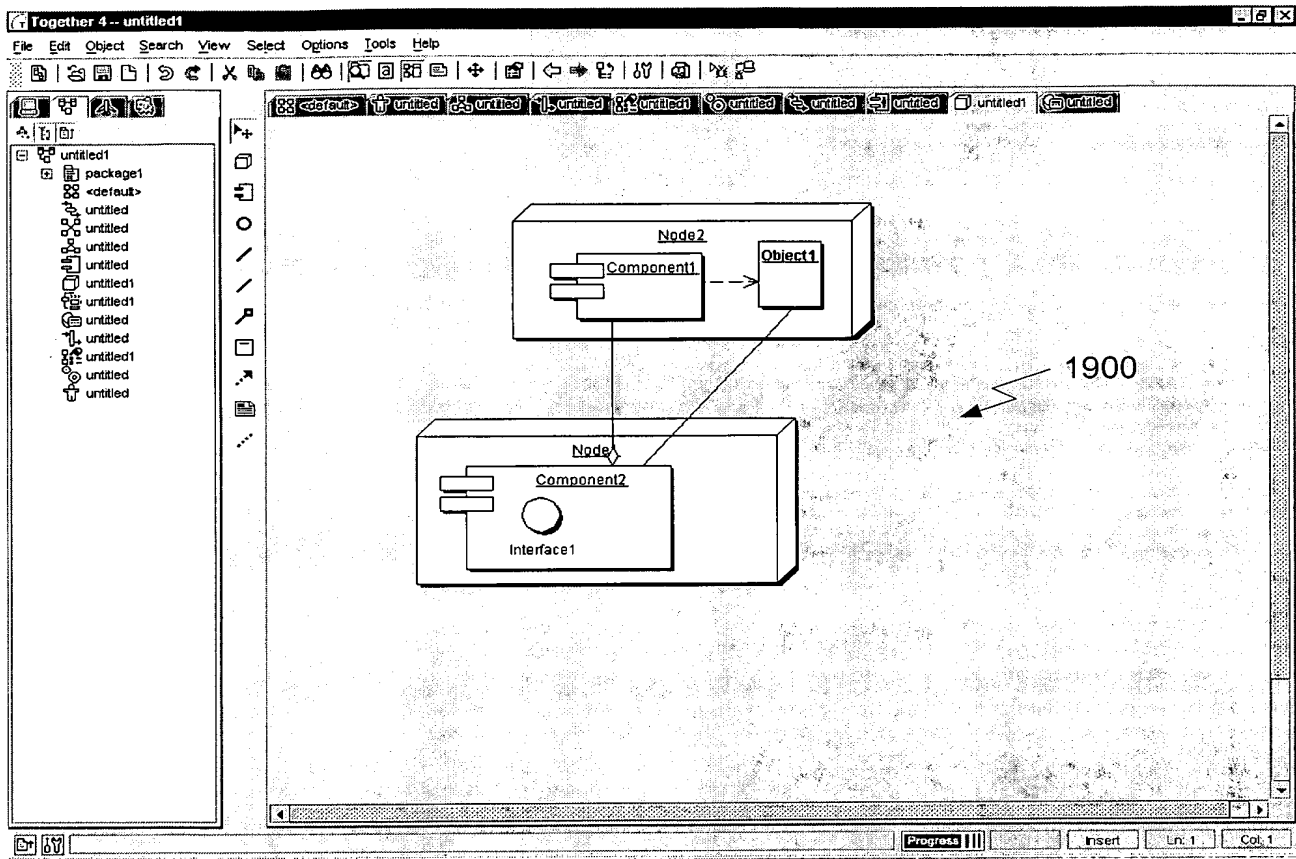 Together 4 -- untitled1
File Edit Object Search View Select Options Tools Help
<default> untitled untitled untitled untitled1 untitled untitled untitled untitled1 untitled
untitled1
package1
<default>
untitled
untitled
untitled
untitled
untitled1
untitled1
untitled
untitled
untitled1
untitled
untitled
Node2
Component1
Object1
1900
Node
Component2
Interface1
Progress
Insert
Ln: 1
Col: 1